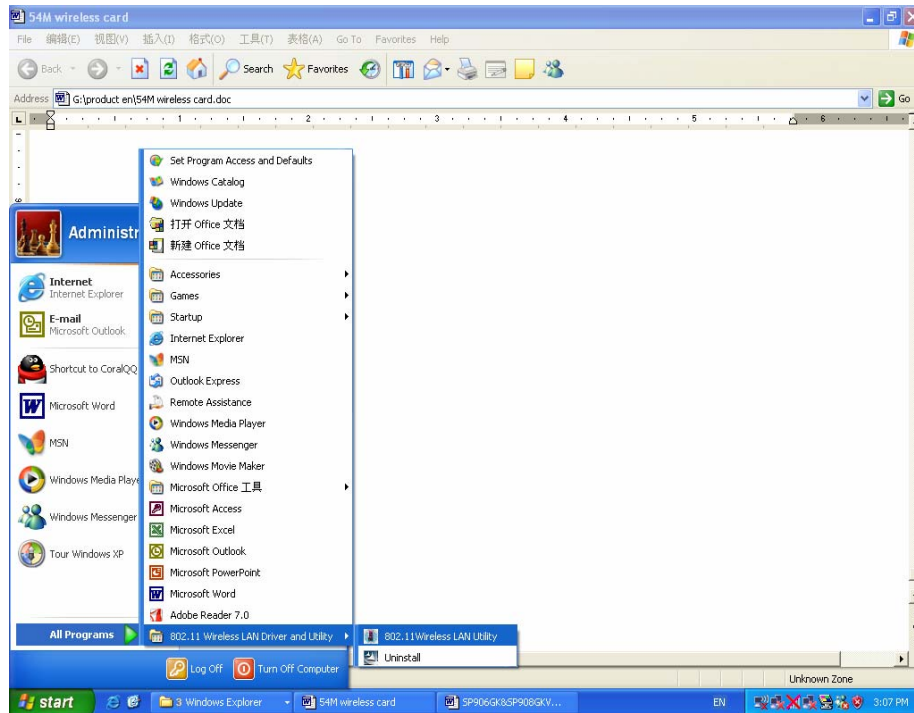 54M wireless card
File 编辑(E) 视图(V) 插入(I) 格式(O) 工具(T) 表格(A) Go To Favorites Help
Back Search Favorites
Address G:\product en\54M wireless card.doc Go
1 2 3 4 5 6
Set Program Access and Defaults
Windows Catalog
Windows Update
打开 Office 文档
新建 Office 文档
Accessories
Games
Startup
Internet Explorer
MSN
Outlook Express
Remote Assistance
Windows Media Player
Windows Messenger
Windows Movie Maker
Microsoft Office 工具
Microsoft Access
Microsoft Excel
Microsoft Outlook
Microsoft PowerPoint
Microsoft Word
Adobe Reader 7.0
802.11 Wireless LAN Driver and Utility
802.11Wireless LAN Utility
Uninstall
Administr
Internet
Internet Explorer
E-mail
Microsoft Outlook
Shortcut to CoralQQ
Microsoft Word
MSN
Windows Media Playe
Windows Messenger
Tour Windows XP
All Programs
Log Off Turn Off Computer
Unknown Zone
start 3 Windows Explorer 54M wireless card SP906GK&SP908GKV... EN 3:07 PM